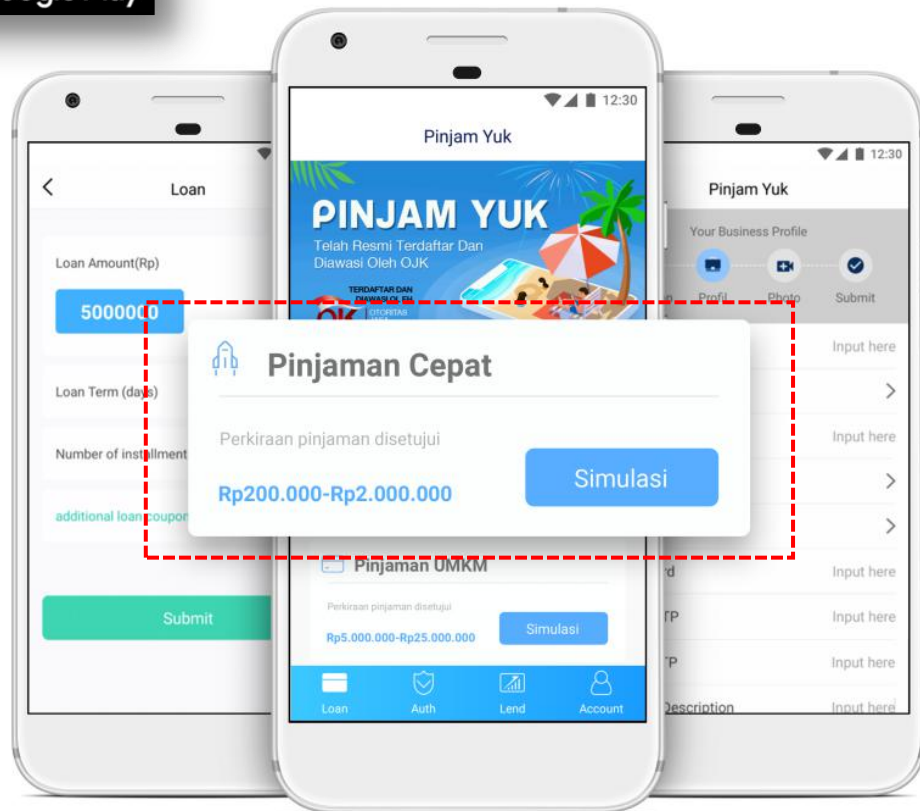 12:30
Loan
Loan Amount(Rp)
5000000
Loan Term (days)
Number of installment
additional loan coupon
Submit
12:30
Pinjam Yuk
PINJAM YUK
Telah Resmi Terdaftar Dan
Diawasi Oleh OJK
TERDAFTAR DAN
OTORITAS
Pinjaman Cepat
Perkiraan pinjaman disetujui
Rp200.000-Rp2.000.000
Simulasi
Pinjaman UMKM
Perkiraan pinjaman disetujui
Rp5.000.000-Rp25.000.000
Simulasi
Loan
Auth
Lend
Account
Pinjam Yuk
Your Business Profile
Profil
Photo
Submit
Input here
Input here
Input here
Input here
Input here
Description
Input here